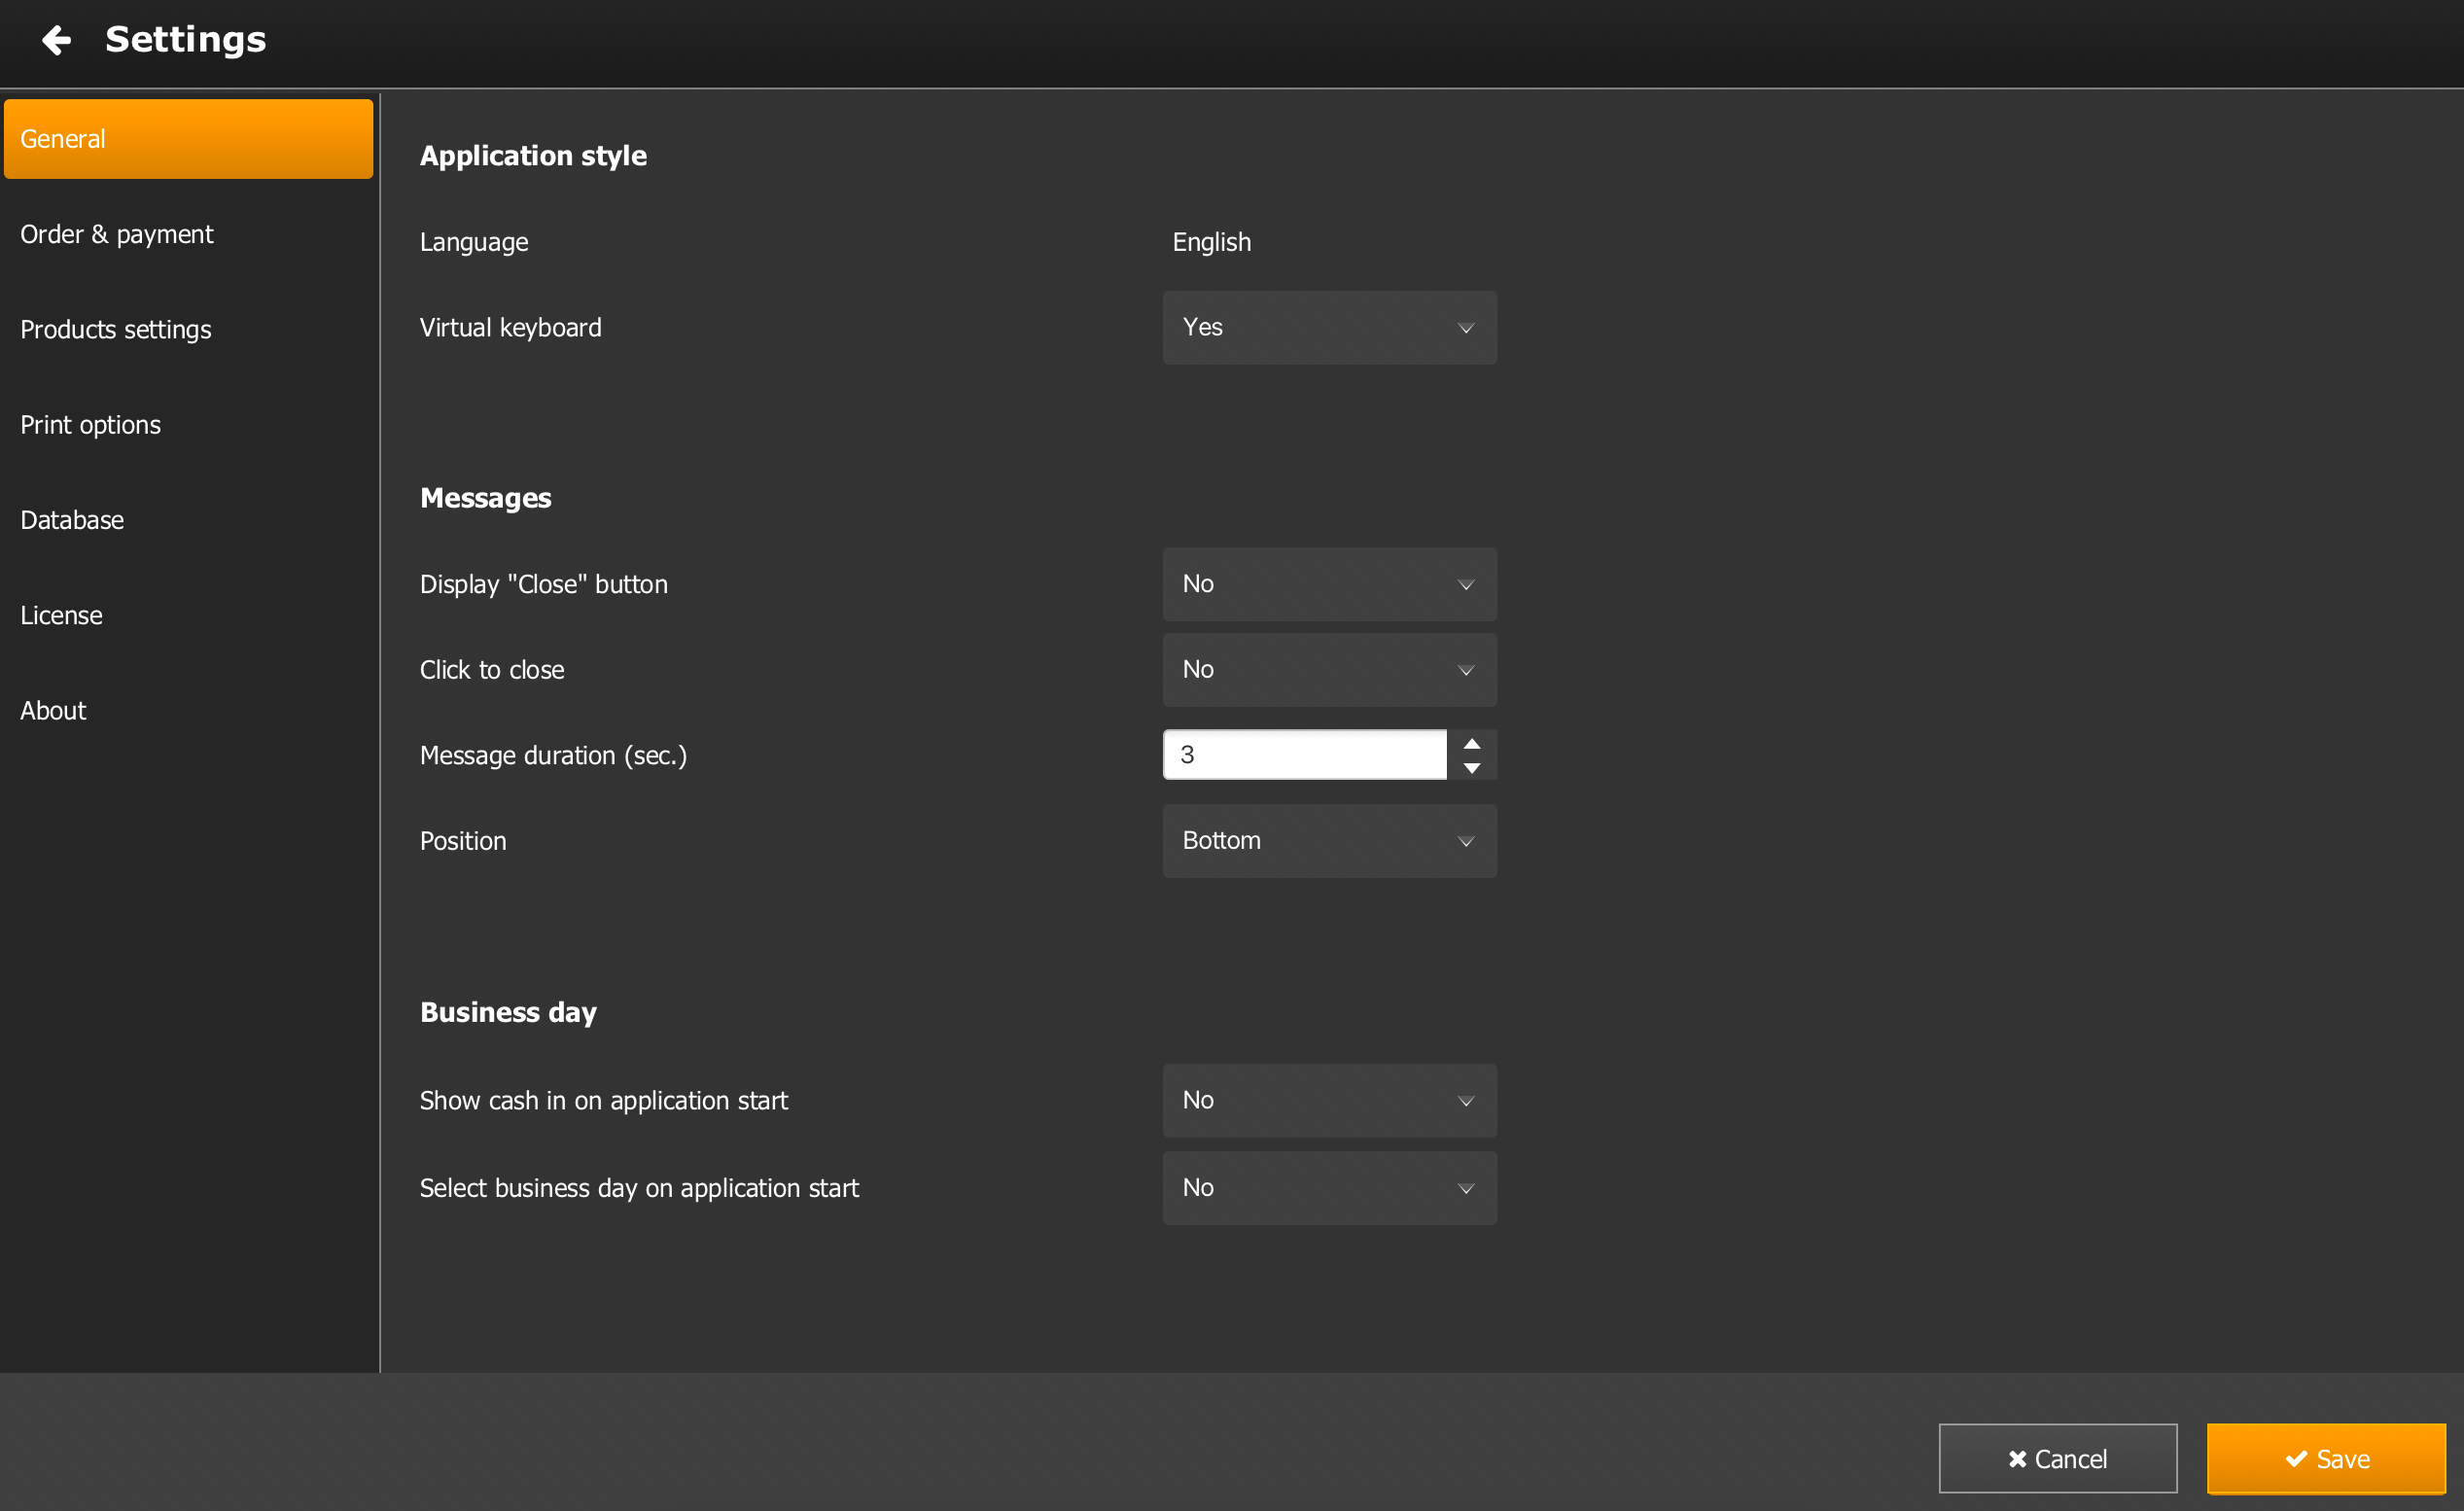 Settings
General
Order & payment
Products settings
Print options
Database
License
About
Application style
Language English
Virtual keyboard Yes
Messages
Display "Close" button No
Click to close No
Message duration (sec.) 3
Position Bottom
Business day
Show cash in on application start No
Select business day on application start No
Cancel Save